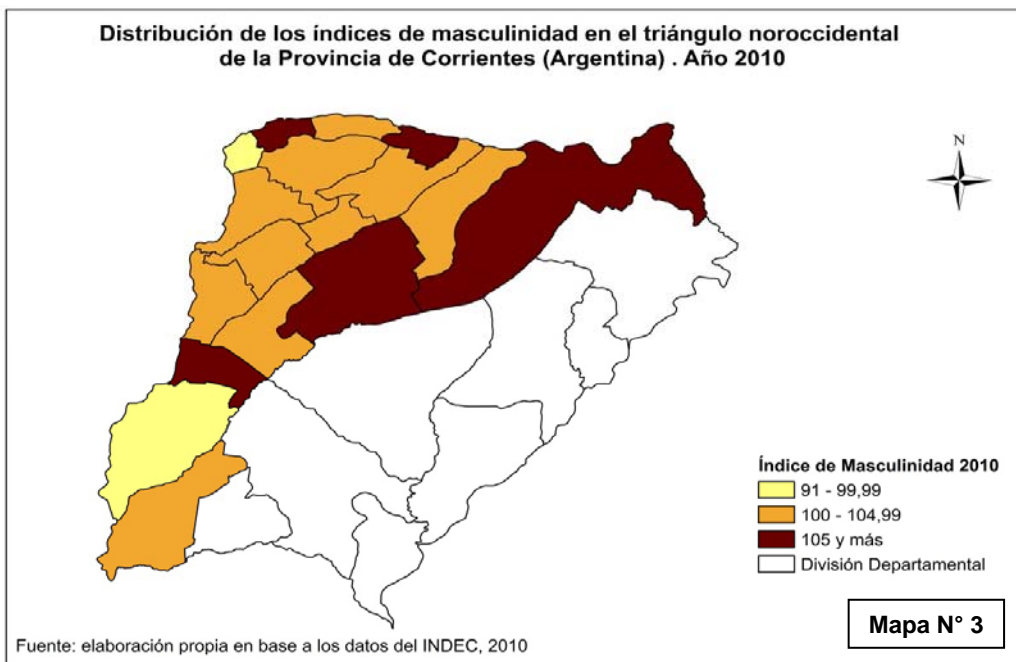 Distribución de los índices de masculinidad en el triángulo noroccidental
de la Provincia de Corrientes (Argentina) . Año 2010
N
Índice de Masculinidad 2010
91 - 99,99
100 - 104,99
105 y más
División Departamental
Mapa N° 3
Fuente: elaboración propia en base a los datos del INDEC, 2010